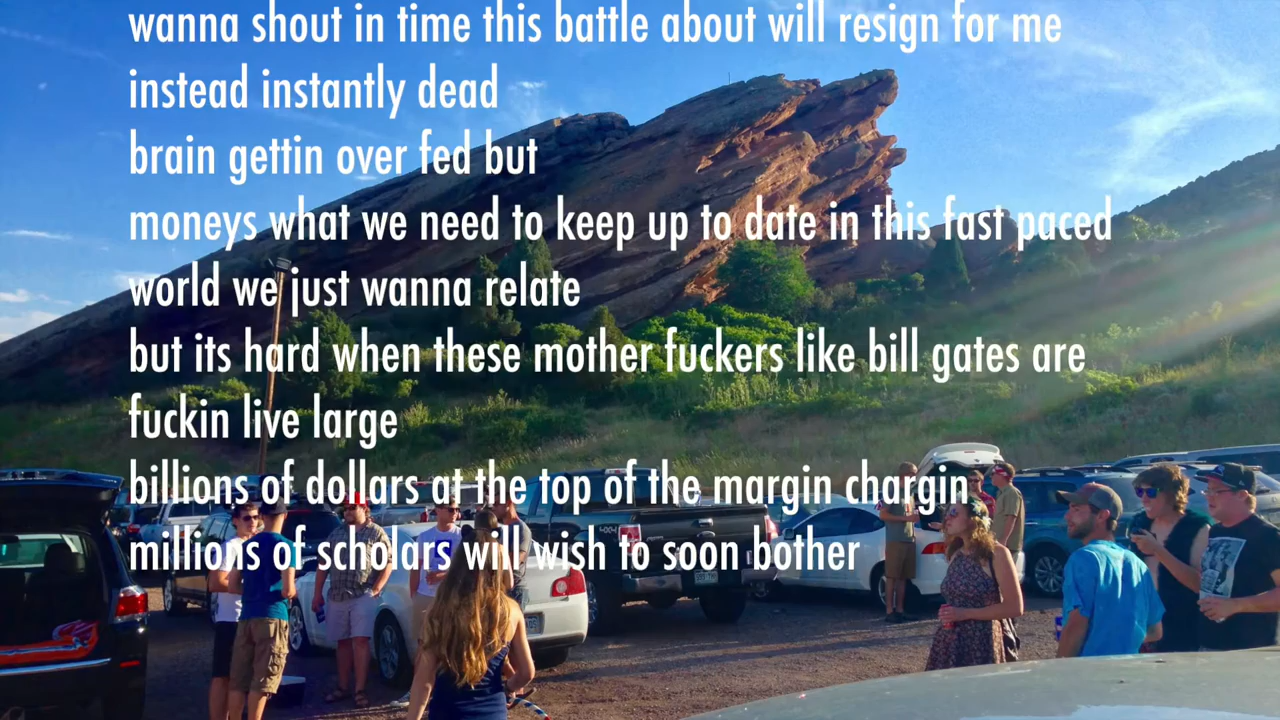 wanna shout in time this battle about will resign for me
instead instantly dead
brain gettin over fed but
moneys what we need to keep up to date in this fast paced
world we just wanna relate
but its hard when these mother fuckers like bill gates are
fuckin live large
billions of dollars at the top of the margin chargin
millions of scholars will wish to soon bother